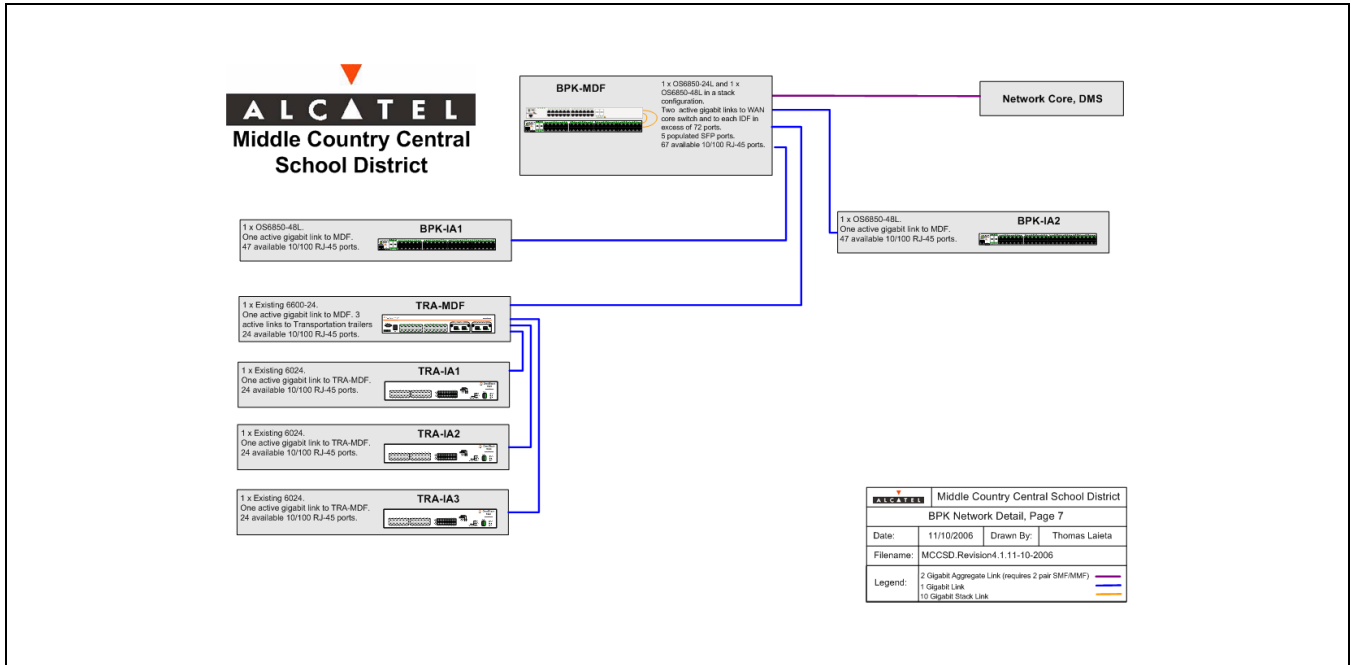 ALCATEL
Middle Country Central
School District
BPK-MDF
1 x OS6850-24L and 1 x
OS6850-48L in a stack
configuration.
Two active gigabit links to WAN
core switch and to each IDF in
excess of 72 ports.
5 populated SFP ports.
67 available 10/100 RJ-45 ports.
Network Core, DMS
1 x OS6850-48L.
One active gigabit link to MDF.
47 available 10/100 RJ-45 ports.
BPK-IA1
1 x OS6850-48L.
One active gigabit link to MDF.
47 available 10/100 RJ-45 ports.
BPK-IA2
1 x Existing 6600-24.
One active gigabit link to MDF. 3
active links to Transportation trailers
24 available 10/100 RJ-45 ports.
TRA-MDF
1 x Existing 6024.
One active gigabit link to TRA-MDF.
24 available 10/100 RJ-45 ports.
TRA-IA1
1 x Existing 6024.
One active gigabit link to TRA-MDF.
24 available 10/100 RJ-45 ports.
TRA-IA2
1 x Existing 6024.
One active gigabit link to TRA-MDF.
24 available 10/100 RJ-45 ports.
TRA-IA3
ALCATEL Middle Country Central School District
BPK Network Detail, Page 7
Date: 11/10/2006 Drawn By: Thomas Laieta
Filename: MCCSD.Revision4.1.11-10-2006
Legend:
2 Gigabit Aggregate Link (requires 2 pair SMF/MMF)
1 Gigabit Link
10 Gigabit Stack Link